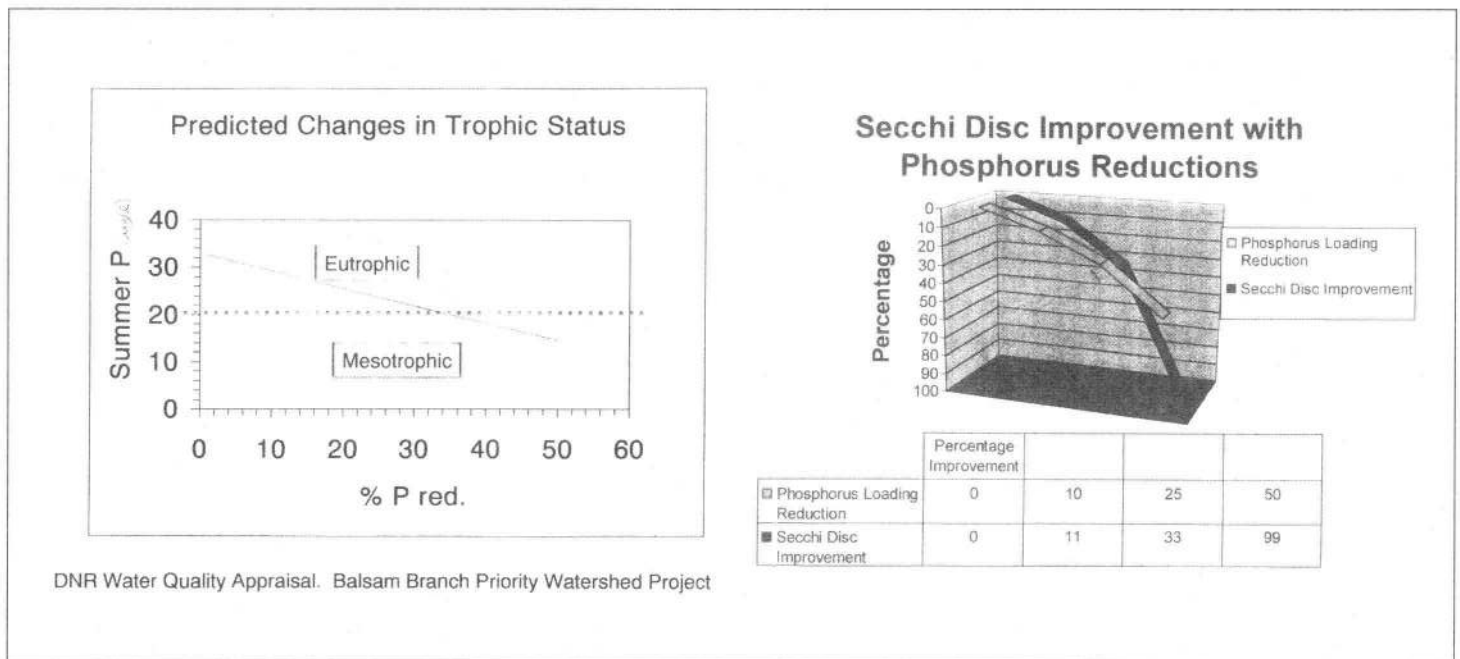 Predicted Changes in Trophic Status
Summer P
40
30
20
10
0
Eutrophic
Mesotrophic
0 10 20 30 40 50 60
% P red.
DNR Water Quality Appraisal. Balsam Branch Priority Watershed Project
Secchi Disc Improvement with
Phosphorus Reductions
Percentage
0
10
20
30
40
50
60
70
80
90
100
Phosphorus Loading
Reduction
Secchi Disc Improvement
Percentage
Improvement
Phosphorus Loading
Reduction
0 10 25 50
Secchi Disc
Improvement
0 11 33 99